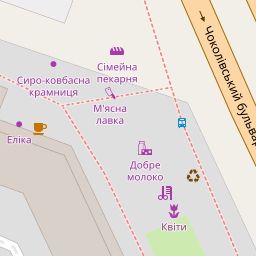 Чоколівський бульвар
Сімейна
пекарня
Сиро-ковбасна
крамниця
М'ясна
лавка
Еліка
Добре
молоко
Квіти